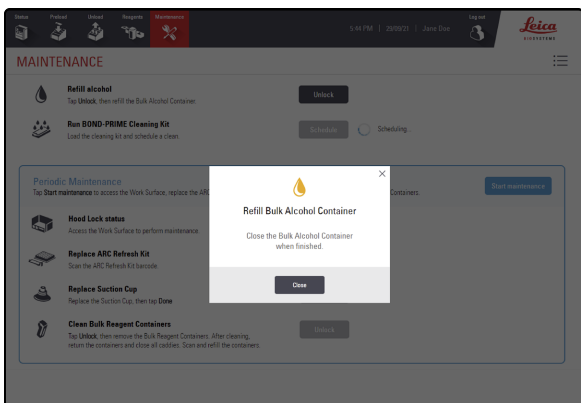 Status Preload Unload Reagents Maintenance Log out
5:44 PM | 29/09/21 | Jane Doe
Leica
BIOSYSTEMS
MAINTENANCE
Refill alcohol
Tap Unlock, then refill the Bulk Alcohol Container.
Unlock
Run BOND-PRIME Cleaning Kit
Load the cleaning kit and schedule a clean.
Schedule
Scheduling...
Periodic Maintenance
Tap Start maintenance to access the Work Surface, replace the ARC
Containers.
Start maintenance
Refill Bulk Alcohol Container
Close the Bulk Alcohol Container
when finished.
Close
Hood Lock status
Access the Work Surface to perform maintenance.
Replace ARC Refresh Kit
Scan the ARC Refresh Kit barcode.
Replace Suction Cup
Replace the Suction Cup, then tap Done
Clean Bulk Reagent Containers
Tap Unlock, then remove the Bulk Reagent Containers. After cleaning,
return the containers and close all caddies. Scan and refill the containers.
Unlock